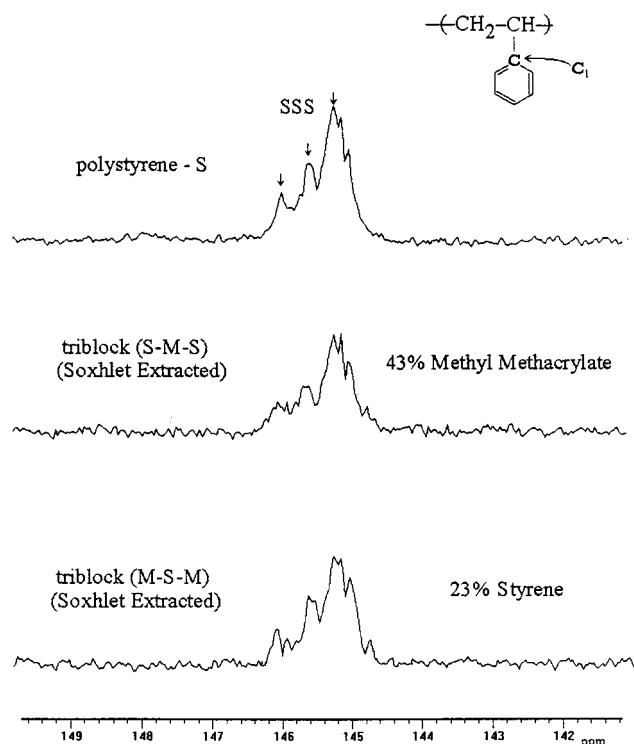 —(CH₂–CH—)
C
C₁
SSS
polystyrene - S
triblock (S-M-S)
(Soxhlet Extracted)
43% Methyl Methacrylate
triblock (M-S-M)
(Soxhlet Extracted)
23% Styrene
149 148 147 146 145 144 143 142 ppm